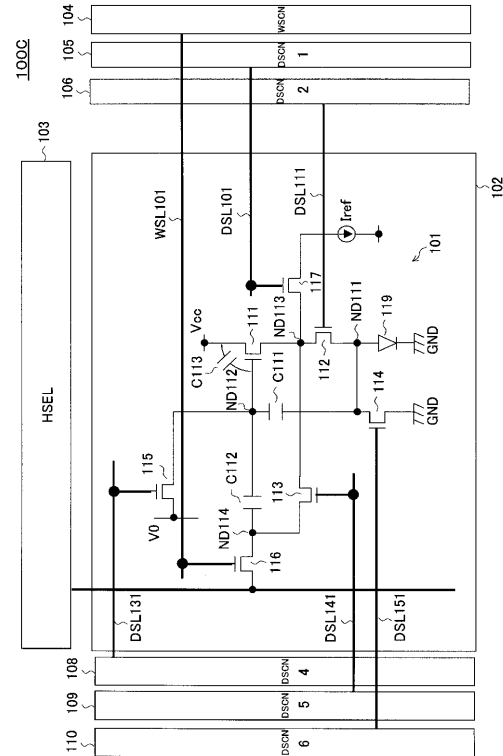 100C
103
HSEL
104
WSCN
105
DSCN
1
106
DSCN
2
WSL101
DSL101
DSL111
102
Vcc
C113
111
ND112
ND113
117
Iref
101
115
V0
C112
C111
112
ND111
119
GND
ND114
116
113
114
GND
DSL131
DSL141
DSL151
108
DSCN
4
109
DSCN
5
110
DSCN
6